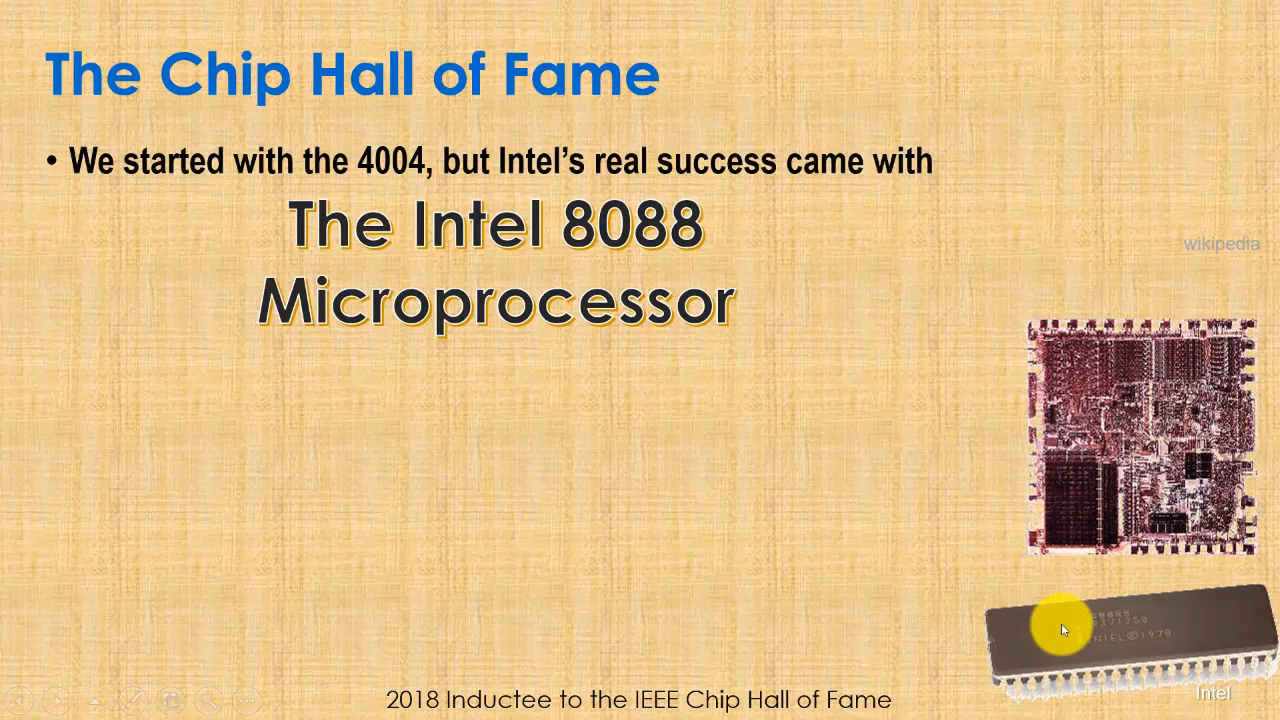 The Chip Hall of Fame
• We started with the 4004, but Intel’s real success came with
The Intel 8088
Microprocessor
wikipedia
Intel
2018 Inductee to the IEEE Chip Hall of Fame